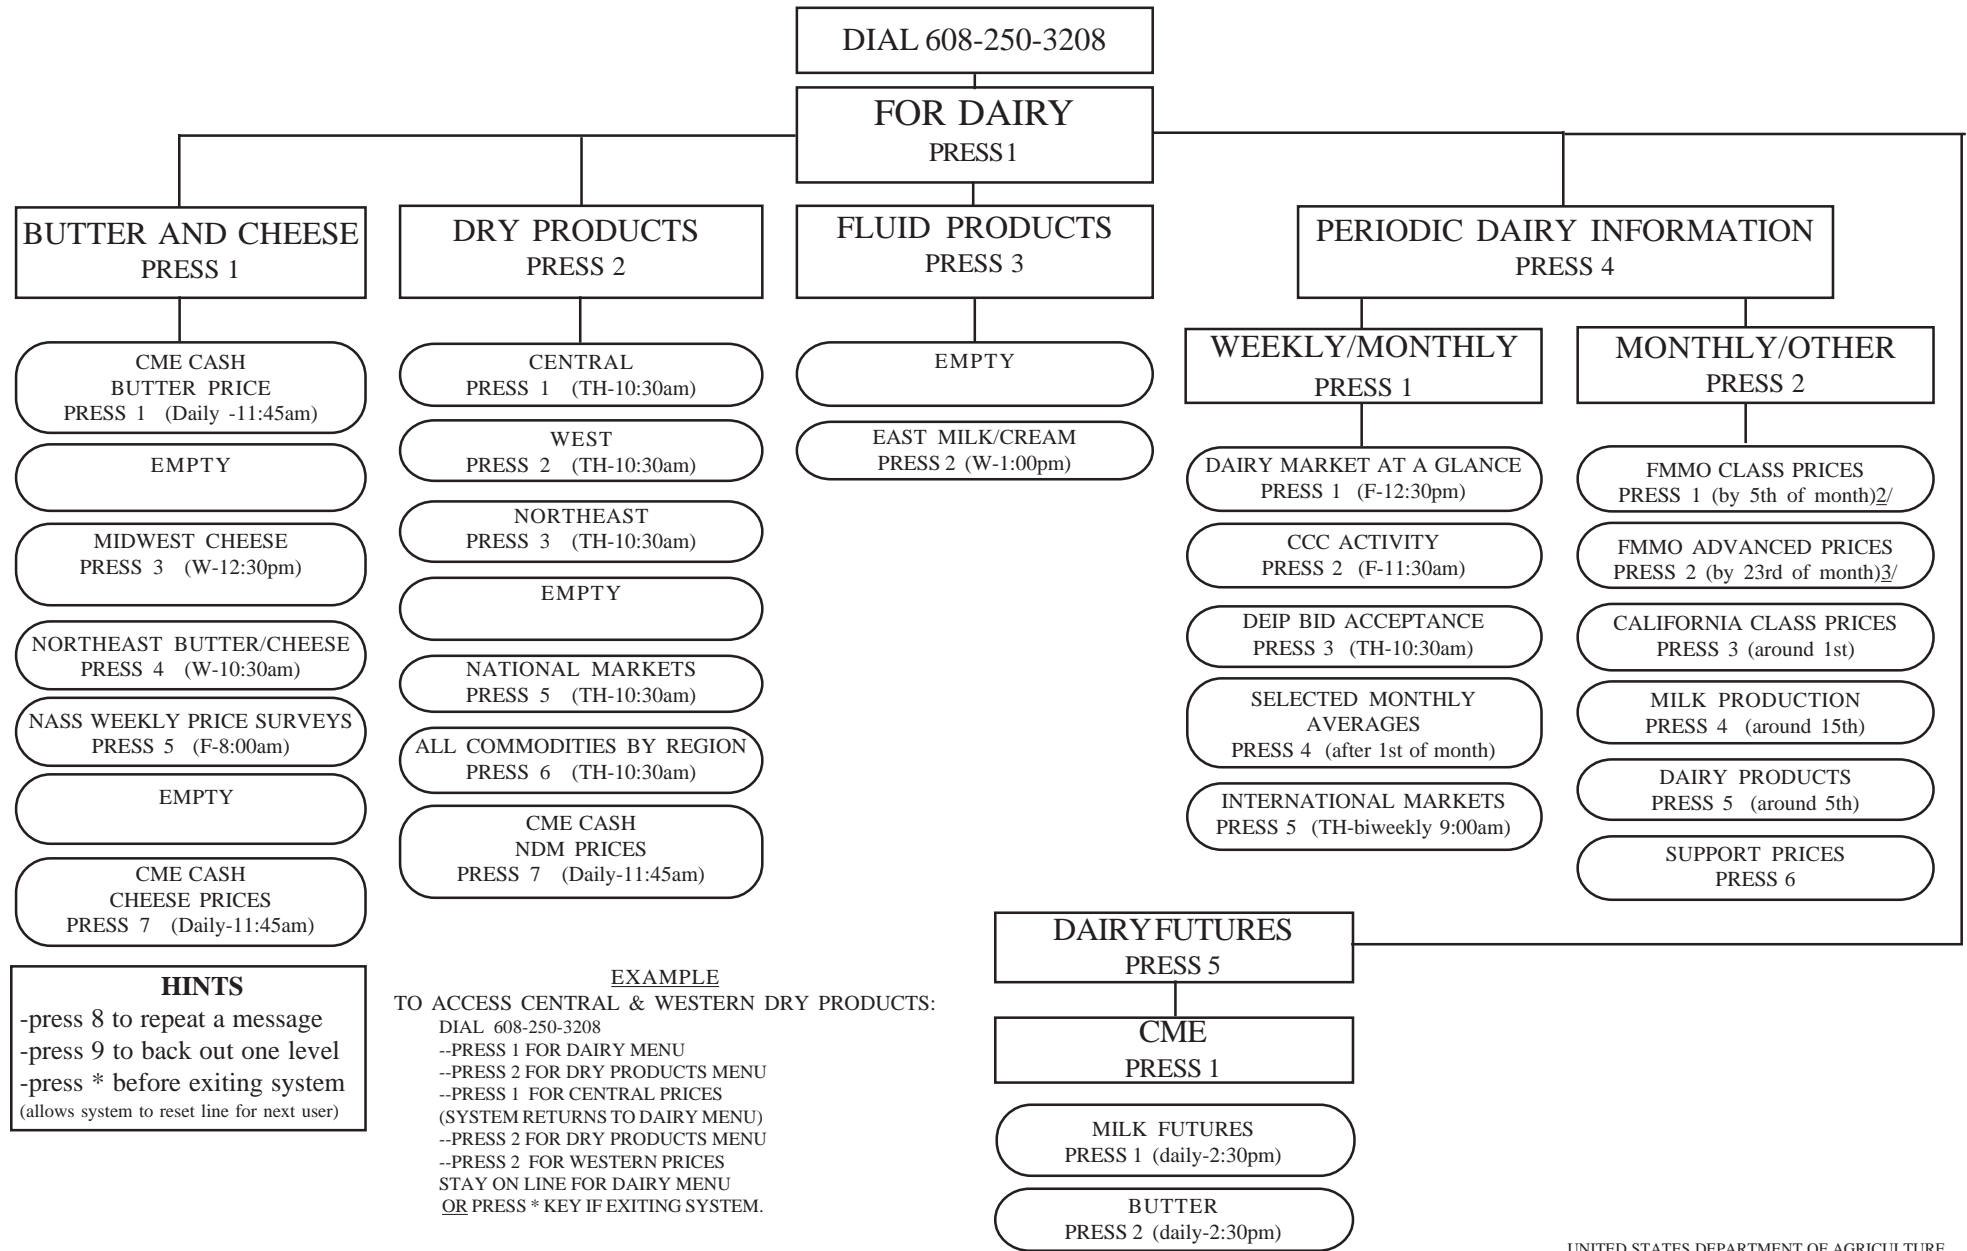 DIAL 608-250-3208
FOR DAIRY
PRESS 1
BUTTER AND CHEESE
PRESS 1
CME CASH
BUTTER PRICE
PRESS 1 (Daily -11:45am)
EMPTY
MIDWEST CHEESE
PRESS 3 (W-12:30pm)
NORTHEAST BUTTER/CHEESE
PRESS 4 (W-10:30am)
NASS WEEKLY PRICE SURVEYS
PRESS 5 (F-8:00am)
EMPTY
CME CASH
CHEESE PRICES
PRESS 7 (Daily-11:45am)
DRY PRODUCTS
PRESS 2
CENTRAL
PRESS 1 (TH-10:30am)
WEST
PRESS 2 (TH-10:30am)
NORTHEAST
PRESS 3 (TH-10:30am)
EMPTY
NATIONAL MARKETS
PRESS 5 (TH-10:30am)
ALL COMMODITIES BY REGION
PRESS 6 (TH-10:30am)
CME CASH
NDM PRICES
PRESS 7 (Daily-11:45am)
FLUID PRODUCTS
PRESS 3
EMPTY
EAST MILK/CREAM
PRESS 2 (W-1:00pm)
PERIODIC DAIRY INFORMATION
PRESS 4
WEEKLY/MONTHLY
PRESS 1
DAIRY MARKET AT A GLANCE
PRESS 1 (F-12:30pm)
CCC ACTIVITY
PRESS 2 (F-11:30am)
DEIP BID ACCEPTANCE
PRESS 3 (TH-10:30am)
SELECTED MONTHLY
AVERAGES
PRESS 4 (after 1st of month)
INTERNATIONAL MARKETS
PRESS 5 (TH-biweekly 9:00am)
MONTHLY/OTHER
PRESS 2
FMMO CLASS PRICES
PRESS 1 (by 5th of month)2/
FMMO ADVANCED PRICES
PRESS 2 (by 23rd of month)3/
CALIFORNIA CLASS PRICES
PRESS 3 (around 1st)
MILK PRODUCTION
PRESS 4 (around 15th)
DAIRY PRODUCTS
PRESS 5 (around 5th)
SUPPORT PRICES
PRESS 6
DAIRY FUTURES
PRESS 5
CME
PRESS 1
MILK FUTURES
PRESS 1 (daily-2:30pm)
BUTTER
PRESS 2 (daily-2:30pm)
HINTS
-press 8 to repeat a message
-press 9 to back out one level
-press * before exiting system
(allows system to reset line for next user)
EXAMPLE
TO ACCESS CENTRAL & WESTERN DRY PRODUCTS:
DIAL 608-250-3208
--PRESS 1 FOR DAIRY MENU
--PRESS 2 FOR DRY PRODUCTS MENU
--PRESS 1 FOR CENTRAL PRICES
(SYSTEM RETURNS TO DAIRY MENU)
--PRESS 2 FOR DRY PRODUCTS MENU
--PRESS 2 FOR WESTERN PRICES
STAY ON LINE FOR DAIRY MENU
OR PRESS * KEY IF EXITING SYSTEM.
UNITED STATES DEPARTMENT OF AGRICULTURE